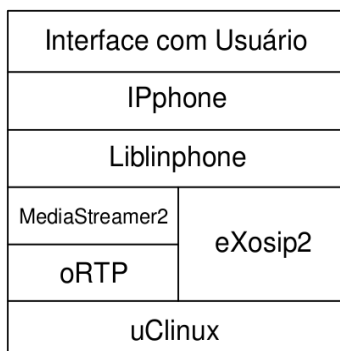 Interface com Usuário
IPphone
Liblinphone
MediaStreamer2
eXosip2
oRTP
uClinux